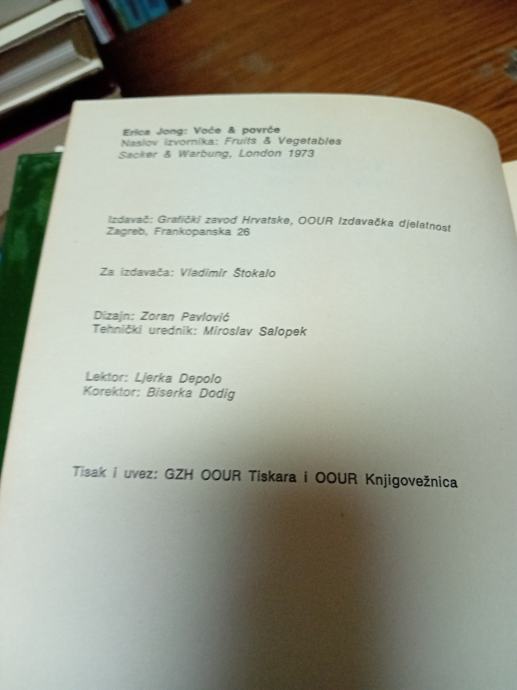 Erica Jong: Voće & povrće
Naslov izvornika: Fruits & Vegetables
Sacker & Warbung, London 1973
Izdavač: Grafički zavod Hrvatske, OOUR Izdavačka djelatnost
Zagreb, Frankopanska 26
Za izdavača: Vladimir Štokalo
Dizajn: Zoran Pavlović
Tehnički urednik: Miroslav Salopek
Lektor: Ljerka Depolo
Korektor: Biserka Dodig
Tisak i uvez: GZH OOUR Tiskara i OOUR Knjigovežnica